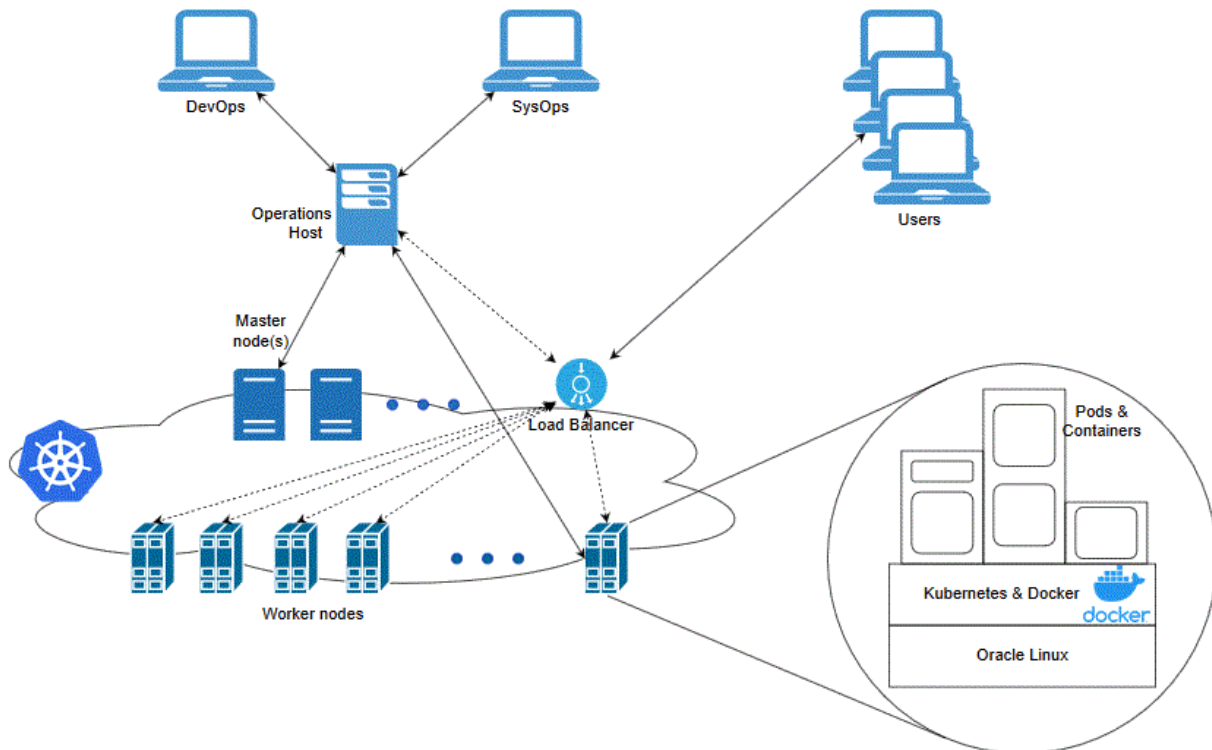 DevOps
SysOps
Users
Operations
Host
Master
node(s)
Load Balancer
Worker nodes
Pods &
Containers
Kubernetes & Docker
docker
Oracle Linux